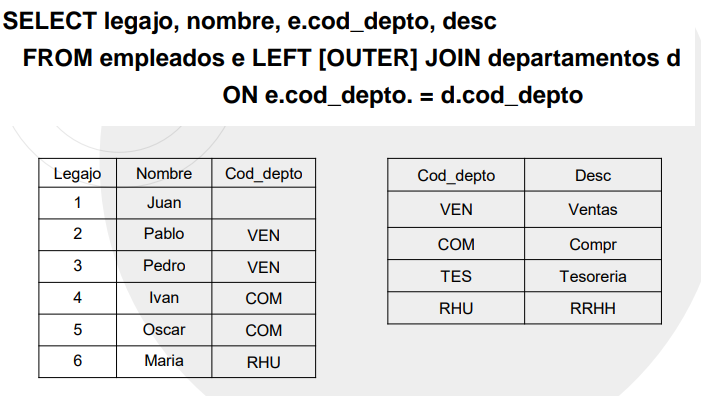 SELECT legajo, nombre, e.cod_depto, desc
FROM empleados e LEFT [OUTER] JOIN departamentos d
ON e.cod_depto. = d.cod_depto
Legajo Nombre Cod_depto
1 Juan
2 Pablo VEN
3 Pedro VEN
4 Ivan COM
5 Oscar COM
6 Maria RHU
Cod_depto Desc
VEN Ventas
COM Compr
TES Tesoreria
RHU RRHH